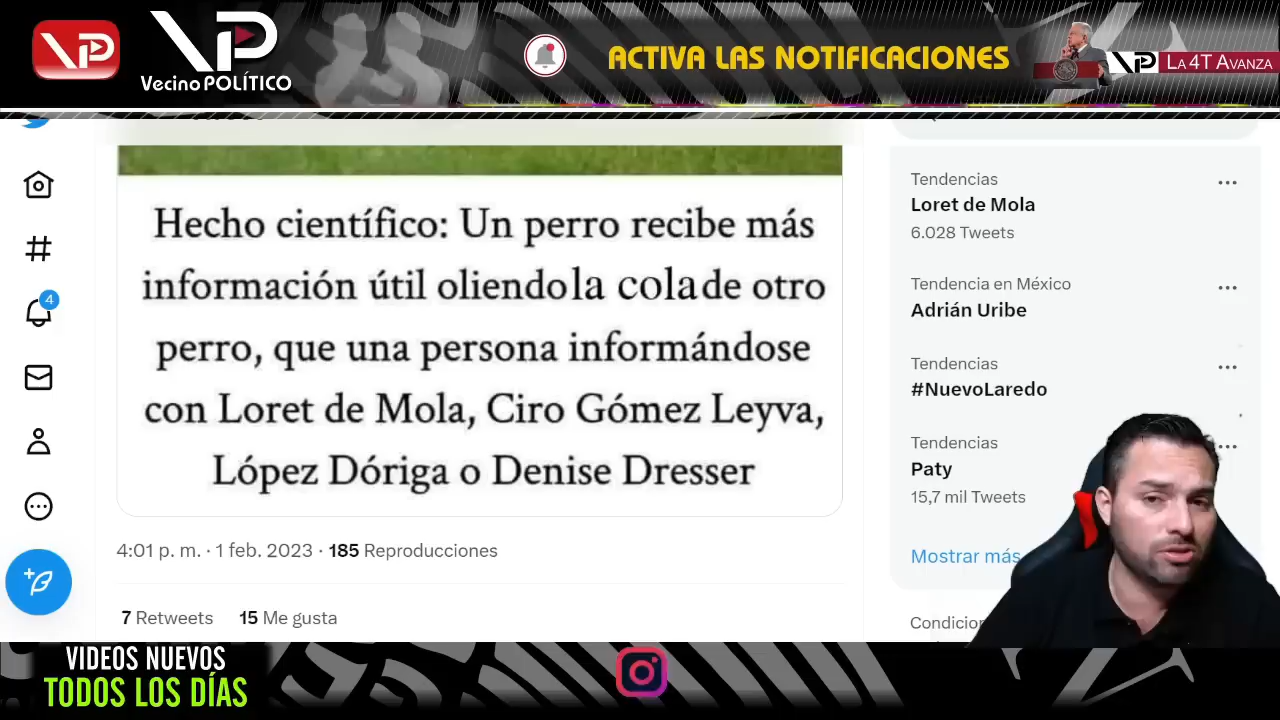 VP
VP
Vecino POLÍTICO
ACTIVA LAS NOTIFICACIONES
VP LA 4T AVANZA
Hecho científico: Un perro recibe más
información útil oliendo la cola de otro
perro, que una persona informándose
con Loret de Mola, Ciro Gómez Leyva,
López Dóriga o Denise Dresser
4:01 p. m. · 1 feb. 2023 · 185 Reproducciones
7 Retweets 15 Me gusta
4
Tendencias
Loret de Mola
6.028 Tweets
Tendencia en México
Adrián Uribe
Tendencias
#NuevoLaredo
Tendencias
Paty
15,7 mil Tweets
Mostrar más
VIDEOS NUEVOS
TODOS LOS DÍAS